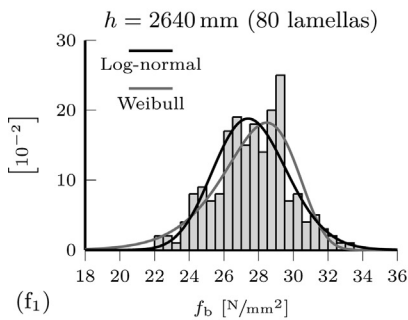 h = 2640 mm (80 lamellas)
30
Log-normal
Weibull
20
[10⁻²]
10
0
18 20 22 24 26 28 30 32 34 36
(f₁)
f_b [N/mm²]